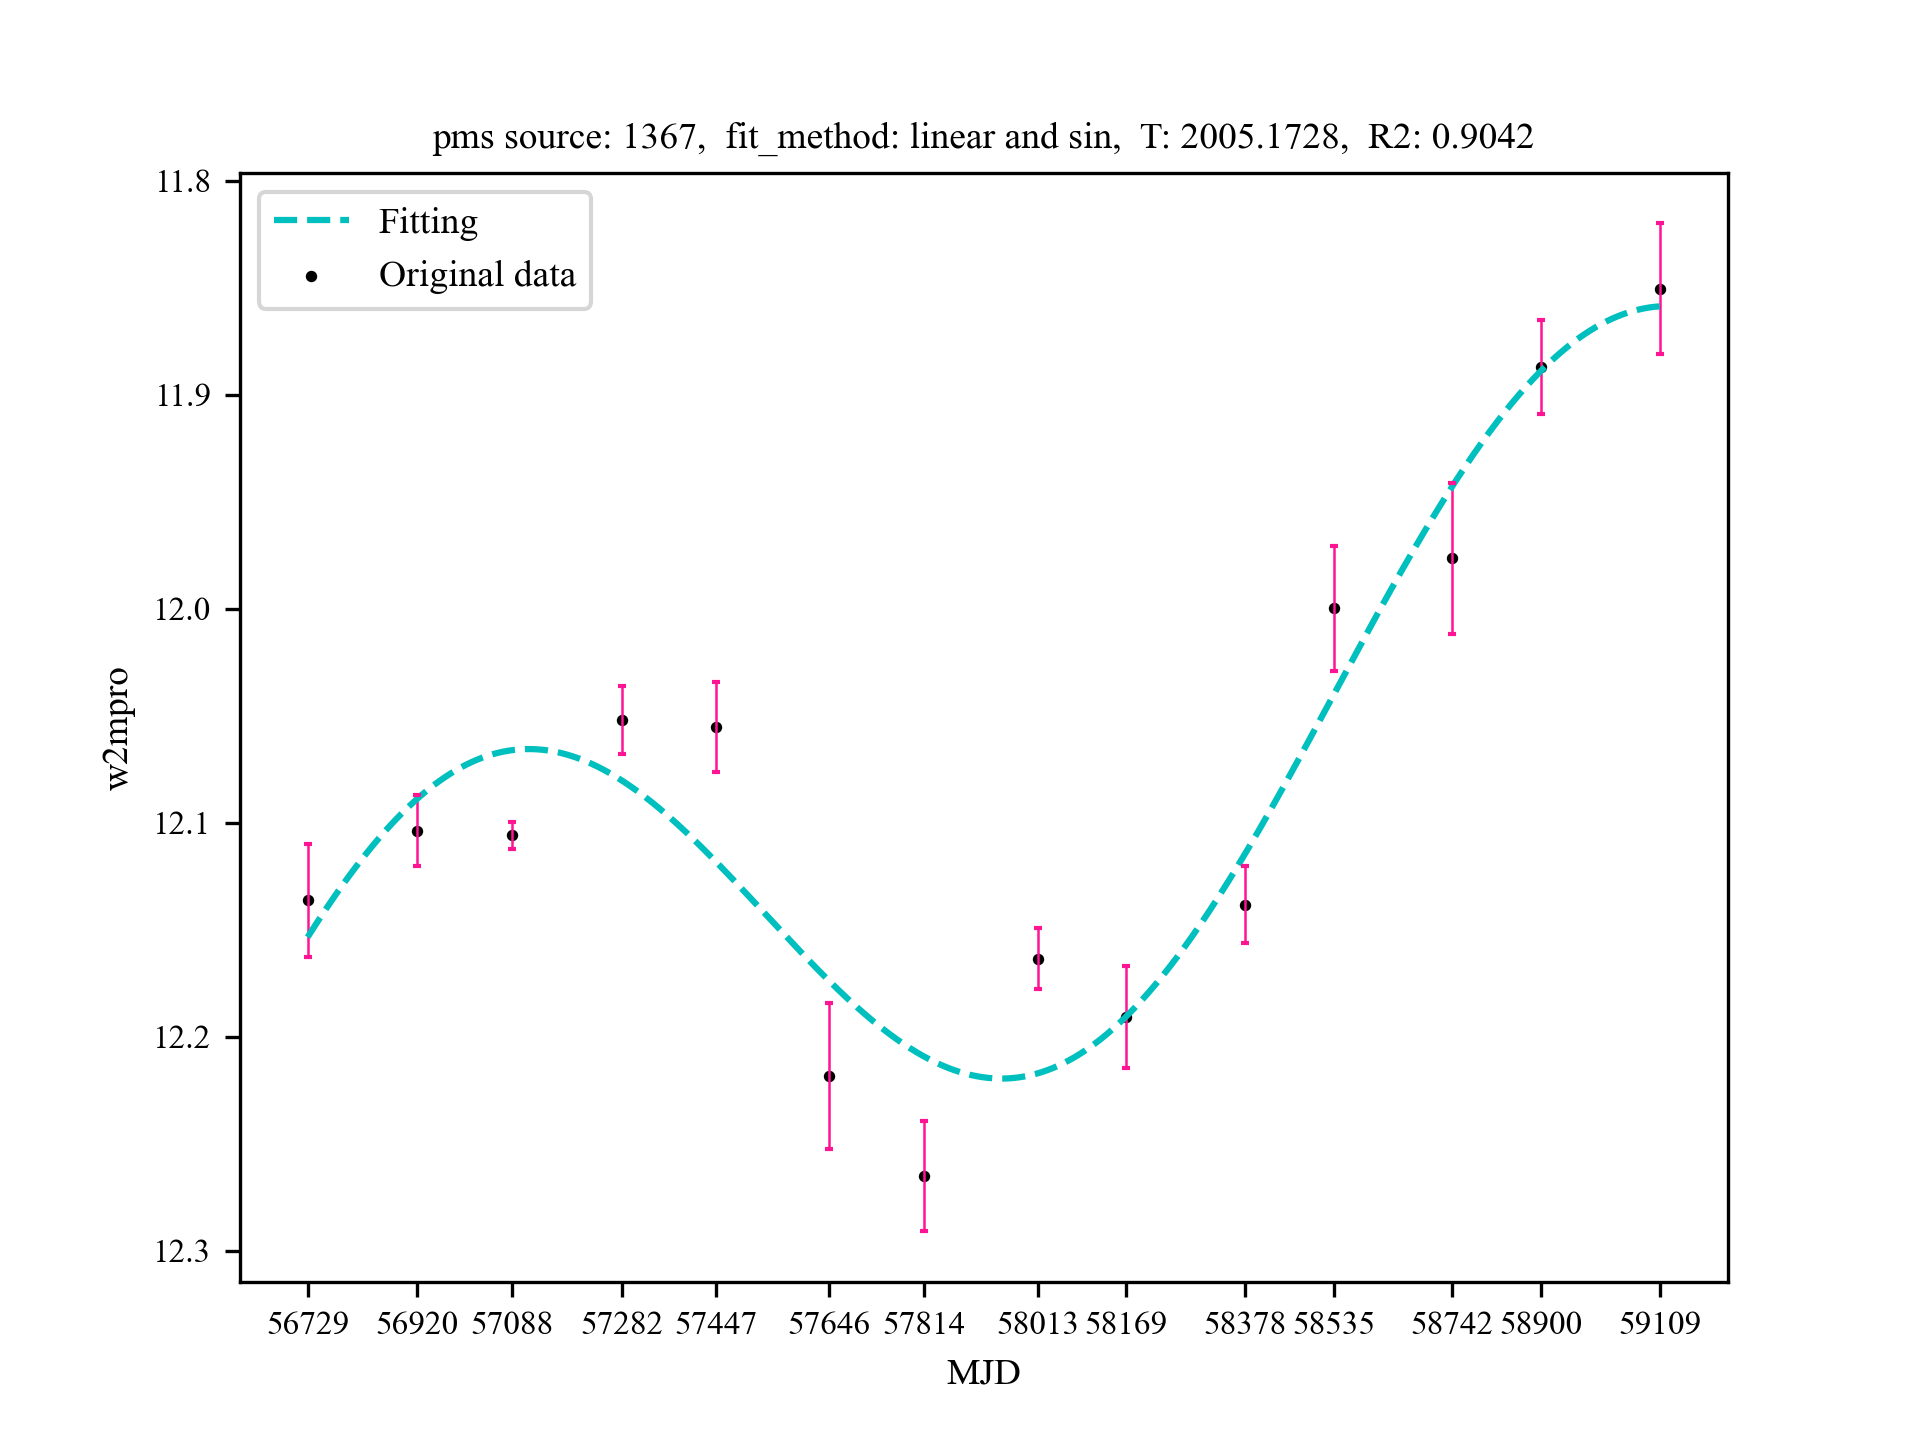 pms source: 1367,  fit_method: linear and sin,  T: 2005.1728,  R2: 0.9042
Fitting
Original data
11.8
11.9
12.0
12.1
12.2
12.3
w2mpro
56729 56920 57088 57282 57447 57646 57814 58013 58169 58378 58535 58742 58900 59109
MJD